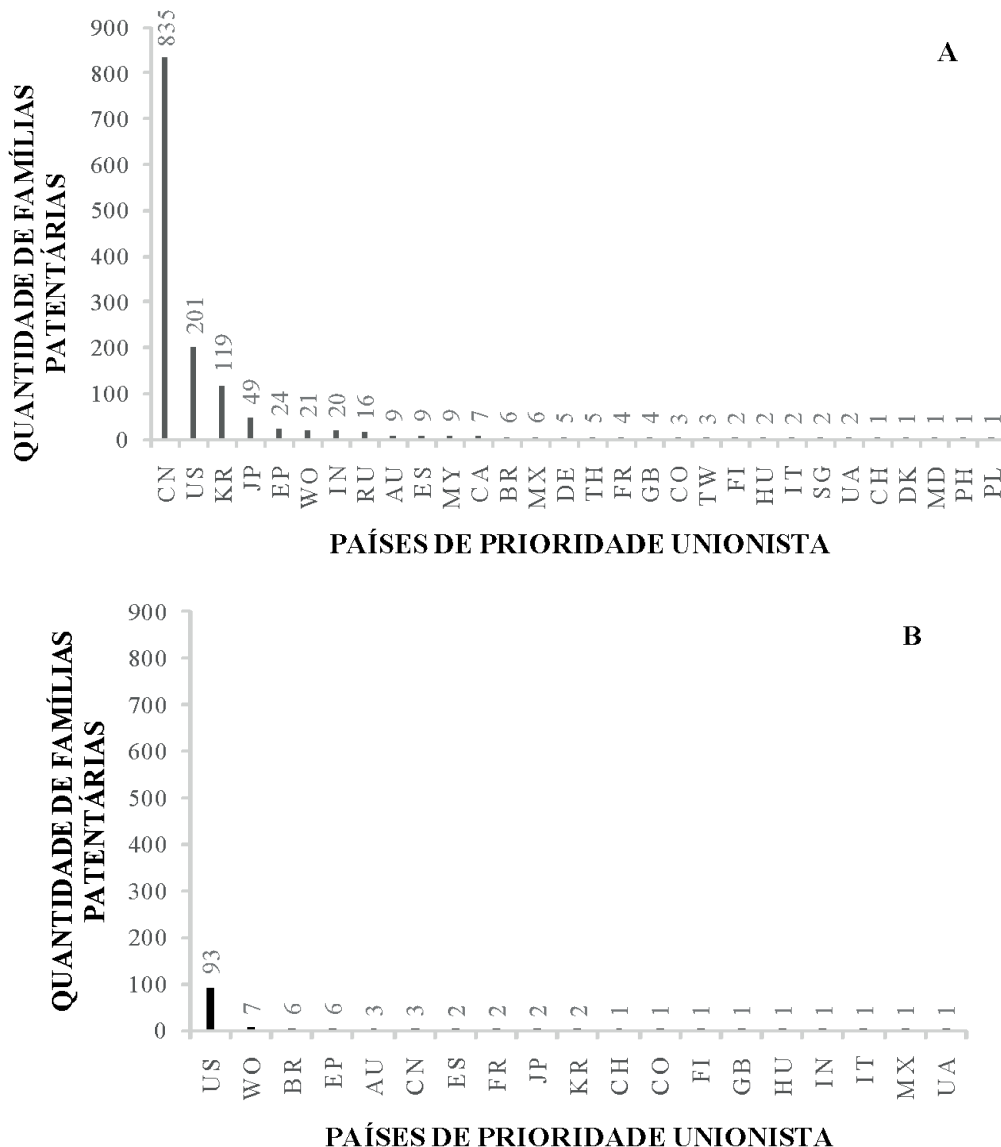 A
QUANTIDADE DE FAMÍLIAS
PATENTÁRIAS
900
800
700
600
500
400
300
200
100
0
835
201
119
49
24
21
20
16
9
9
9
7
6
6
5
5
4
4
3
3
2
2
2
2
2
1
1
1
1
1
CN
US
KR
JP
EP
WO
IN
RU
AU
ES
MY
CA
BR
MX
DE
TH
FR
GB
CO
TW
FI
HU
IT
SG
UA
CH
DK
MD
PH
PL
PAÍSES DE PRIORIDADE UNIONISTA
B
QUANTIDADE DE FAMÍLIAS
PATENTÁRIAS
900
800
700
600
500
400
300
200
100
0
93
7
6
6
3
3
2
2
2
2
1
1
1
1
1
1
1
1
1
US
WO
BR
EP
AU
CN
ES
FR
JP
KR
CH
CO
FI
GB
HU
IN
IT
MX
UA
PAÍSES DE PRIORIDADE UNIONISTA